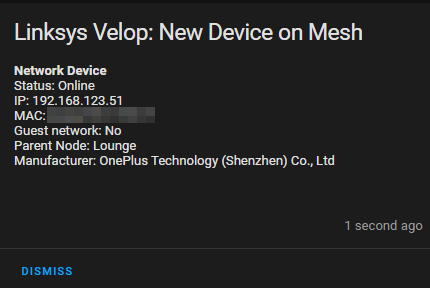 Linksys Velop: New Device on Mesh
Network Device
Status: Online
IP: 192.168.123.51
MAC:
Guest network: No
Parent Node: Lounge
Manufacturer: OnePlus Technology (Shenzhen) Co., Ltd
1 second ago
DISMISS